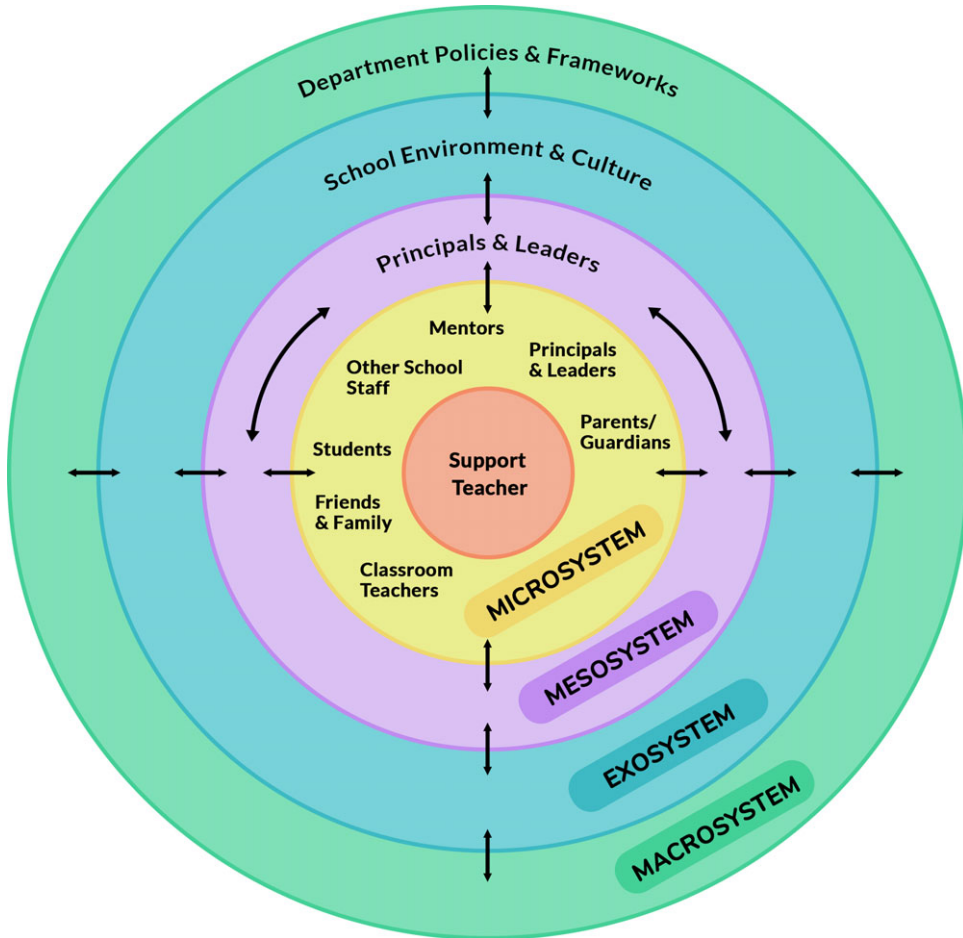 Department Policies & Frameworks
School Environment & Culture
Principals & Leaders
Mentors
Principals
& Leaders
Other School
Staff
Parents/
Guardians
Students
Support
Teacher
Friends
& Family
Classroom
Teachers
MICROSYSTEM
MESOSYSTEM
EXOSYSTEM
MACROSYSTEM